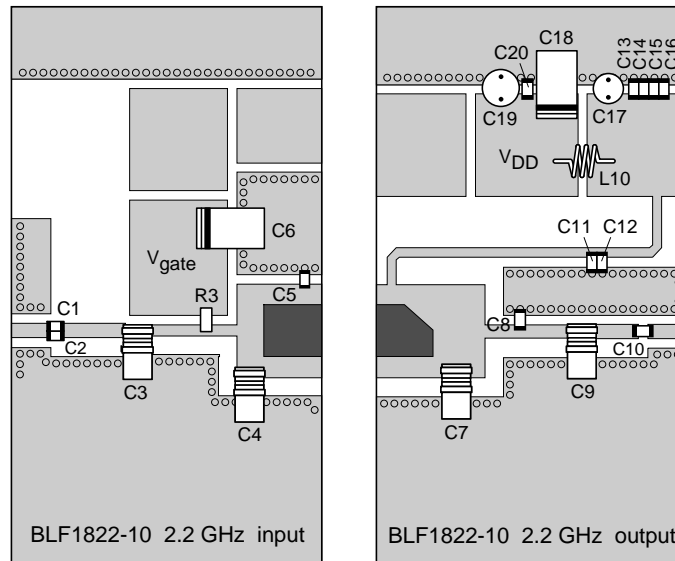 C6
V gate
R3
C5
C1
C2
C3
C4
BLF1822-10 2.2 GHz input
C18
C20
C13
C14
C15
C16
C19
C17
VDD
L10
C11 C12
C8
C10
C9
C7
BLF1822-10 2.2 GHz output